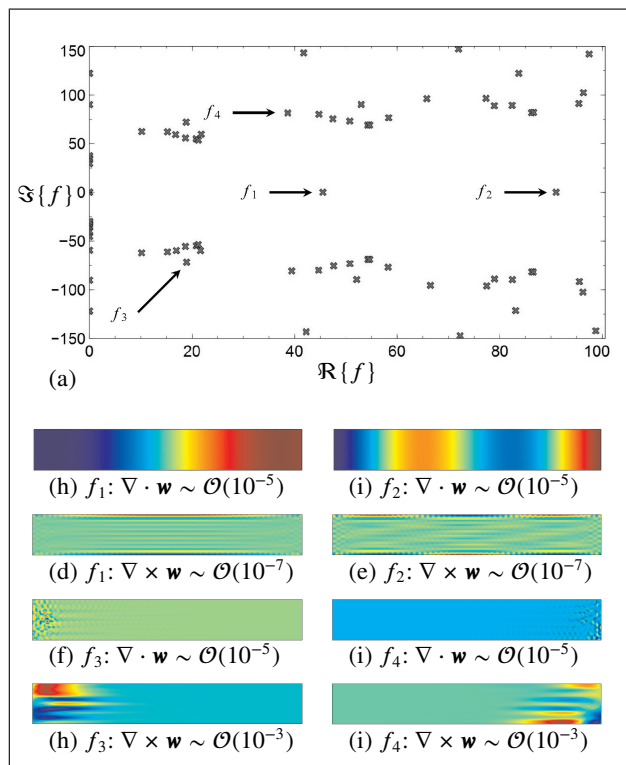 150
100
50
0
-50
-100
-150
ℑ{f}
0
20
40
60
80
100
ℜ{f}
(a)
f4
f1
f2
f3
(h) f1: ∇ · w ∼ O(10^-5)
(i) f2: ∇ · w ∼ O(10^-5)
(d) f1: ∇ × w ∼ O(10^-7)
(e) f2: ∇ × w ∼ O(10^-7)
(f) f3: ∇ · w ∼ O(10^-5)
(i) f4: ∇ · w ∼ O(10^-5)
(h) f3: ∇ × w ∼ O(10^-3)
(i) f4: ∇ × w ∼ O(10^-3)